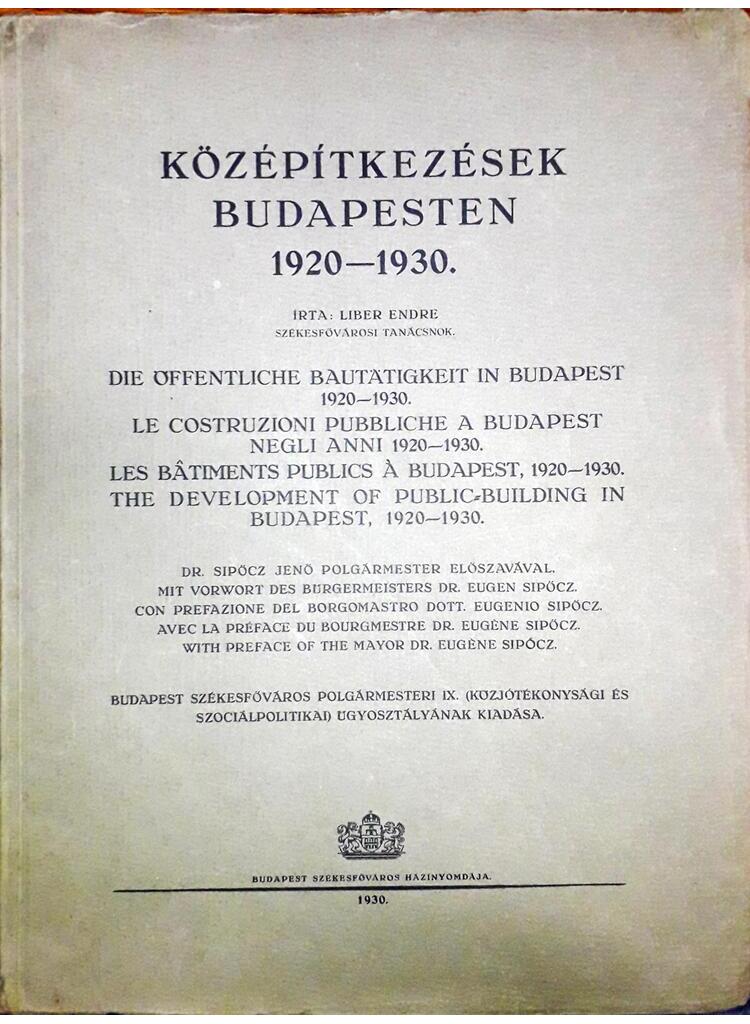 KÖZÉPÍTKEZÉSEK
BUDAPESTEN
1920—1930.
ÍRTA: LIBER ENDRE
SZÉKESFŐVÁROSI TANÁCSNOK.
DIE ÖFFENTLICHE BAUTÄTIGKEIT IN BUDAPEST
1920—1930.
LE COSTRUZIONI PUBBLICHE A BUDAPEST
NEGLI ANNI 1920—1930.
LES BÂTIMENTS PUBLICS À BUDAPEST, 1920—1930.
THE DEVELOPMENT OF PUBLIC-BUILDING IN
BUDAPEST, 1920—1930.
DR. SIPŐCZ JENŐ POLGÁRMESTER ELŐSZAVÁVAL.
MIT VORWORT DES BÜRGERMEISTERS DR. EUGEN SIPŐCZ.
CON PREFAZIONE DEL BORGOMASTRO DOTT. EUGENIO SIPŐCZ.
AVEC LA PRÉFACE DU BOURGMESTRE DR. EUGÈNE SIPŐCZ.
WITH PREFACE OF THE MAYOR DR. EUGÈNE SIPŐCZ.
BUDAPEST SZÉKESFŐVÁROS POLGÁRMESTERI IX. (KÖZJÓTÉKONYSÁGI ÉS
SZOCIÁLPOLITIKAI) ÜGYOSZTÁLYÁNAK KIADÁSA.
BUDAPEST SZÉKESFŐVÁROS HÁZINYOMDÁJA.
1930.